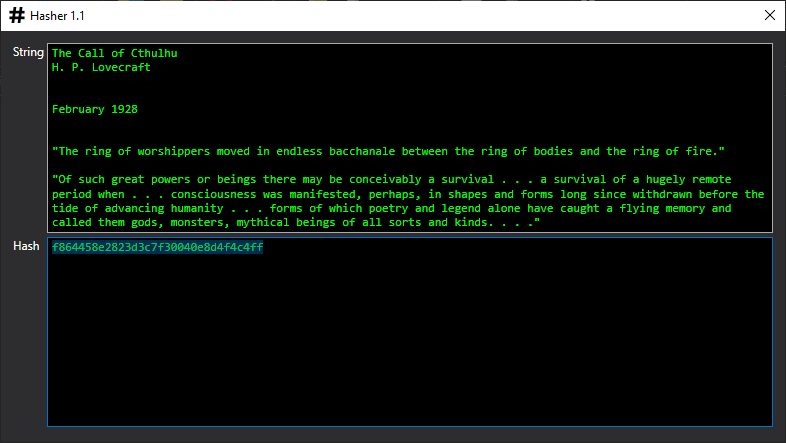 Hasher 1.1
String
The Call of Cthulhu
H. P. Lovecraft
February 1928
"The ring of worshippers moved in endless bacchanale between the ring of bodies and the ring of fire."
"Of such great powers or beings there may be conceivably a survival . . . a survival of a hugely remote
period when . . . consciousness was manifested, perhaps, in shapes and forms long since withdrawn before the
tide of advancing humanity . . . forms of which poetry and legend alone have caught a flying memory and
called them gods, monsters, mythical beings of all sorts and kinds. . . ."
Hash
f864458e2823d3c7f30040e8d4f4c4ff